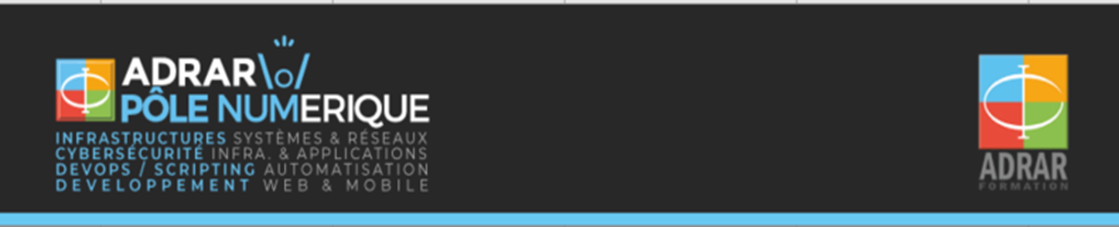 ADRAR\o/
PÔLE NUMERIQUE
INFRASTRUCTURES SYSTÈMES & RÉSEAUX
CYBERSÉCURITÉ INFRA. & APPLICATIONS
DEVOPS / SCRIPTING AUTOMATISATION
DEVELOPPEMENT WEB & MOBILE
ADRAR
FORMATION